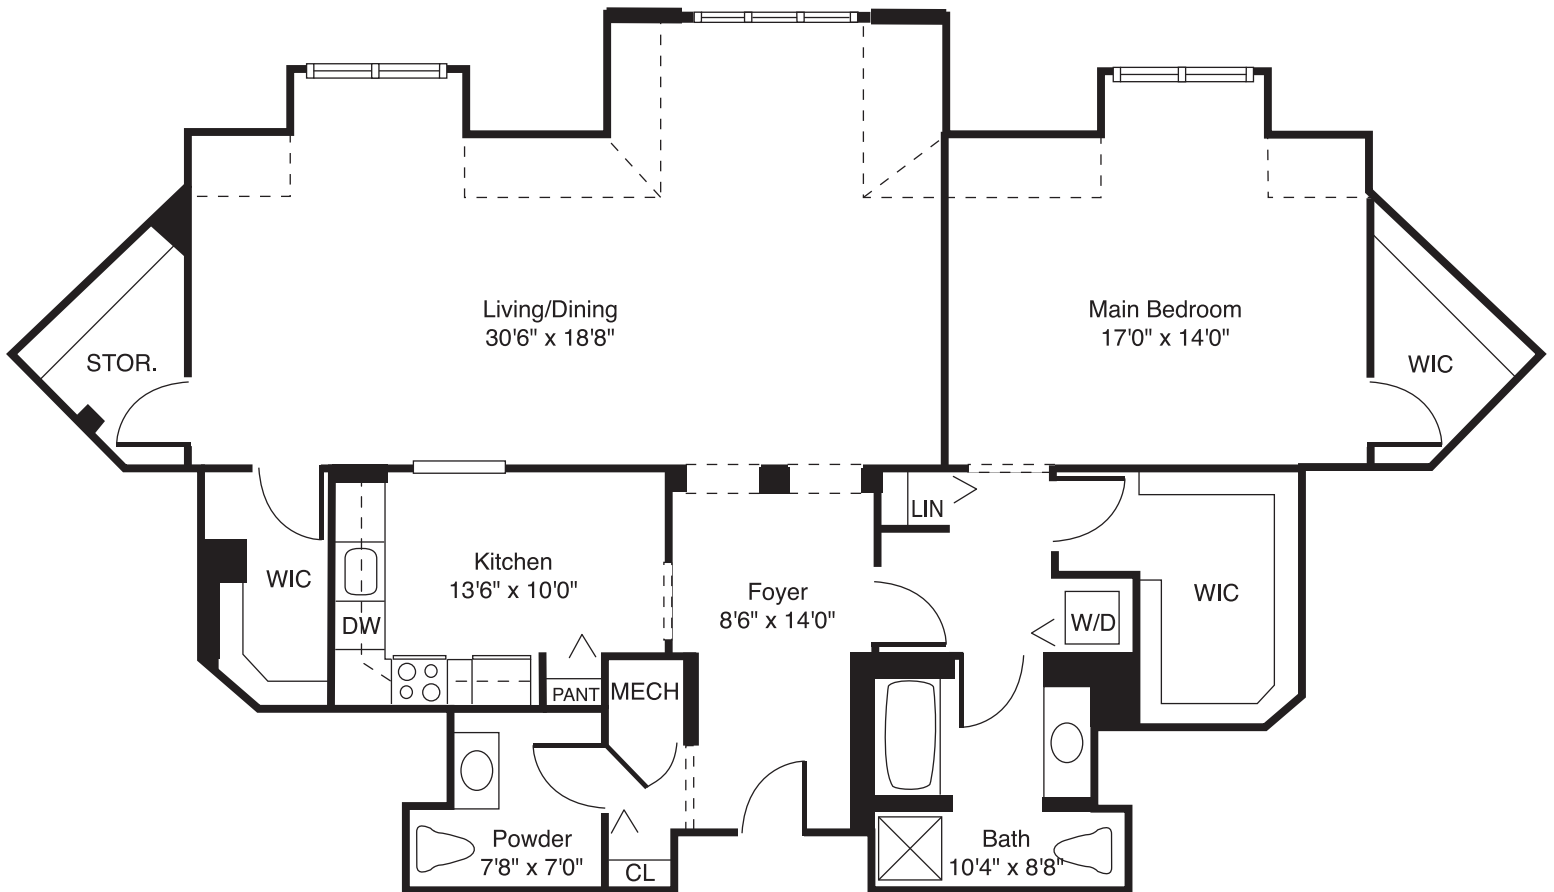 Living/Dining
30'6" x 18'8"
Main Bedroom
17'0" x 14'0"
STOR.
WIC
LIN
Kitchen
13'6" x 10'0"
WIC
Foyer
8'6" x 14'0"
WIC
DW
W/D
PANT
MECH
Powder
7'8" x 7'0"
CL
Bath
10'4" x 8'8"